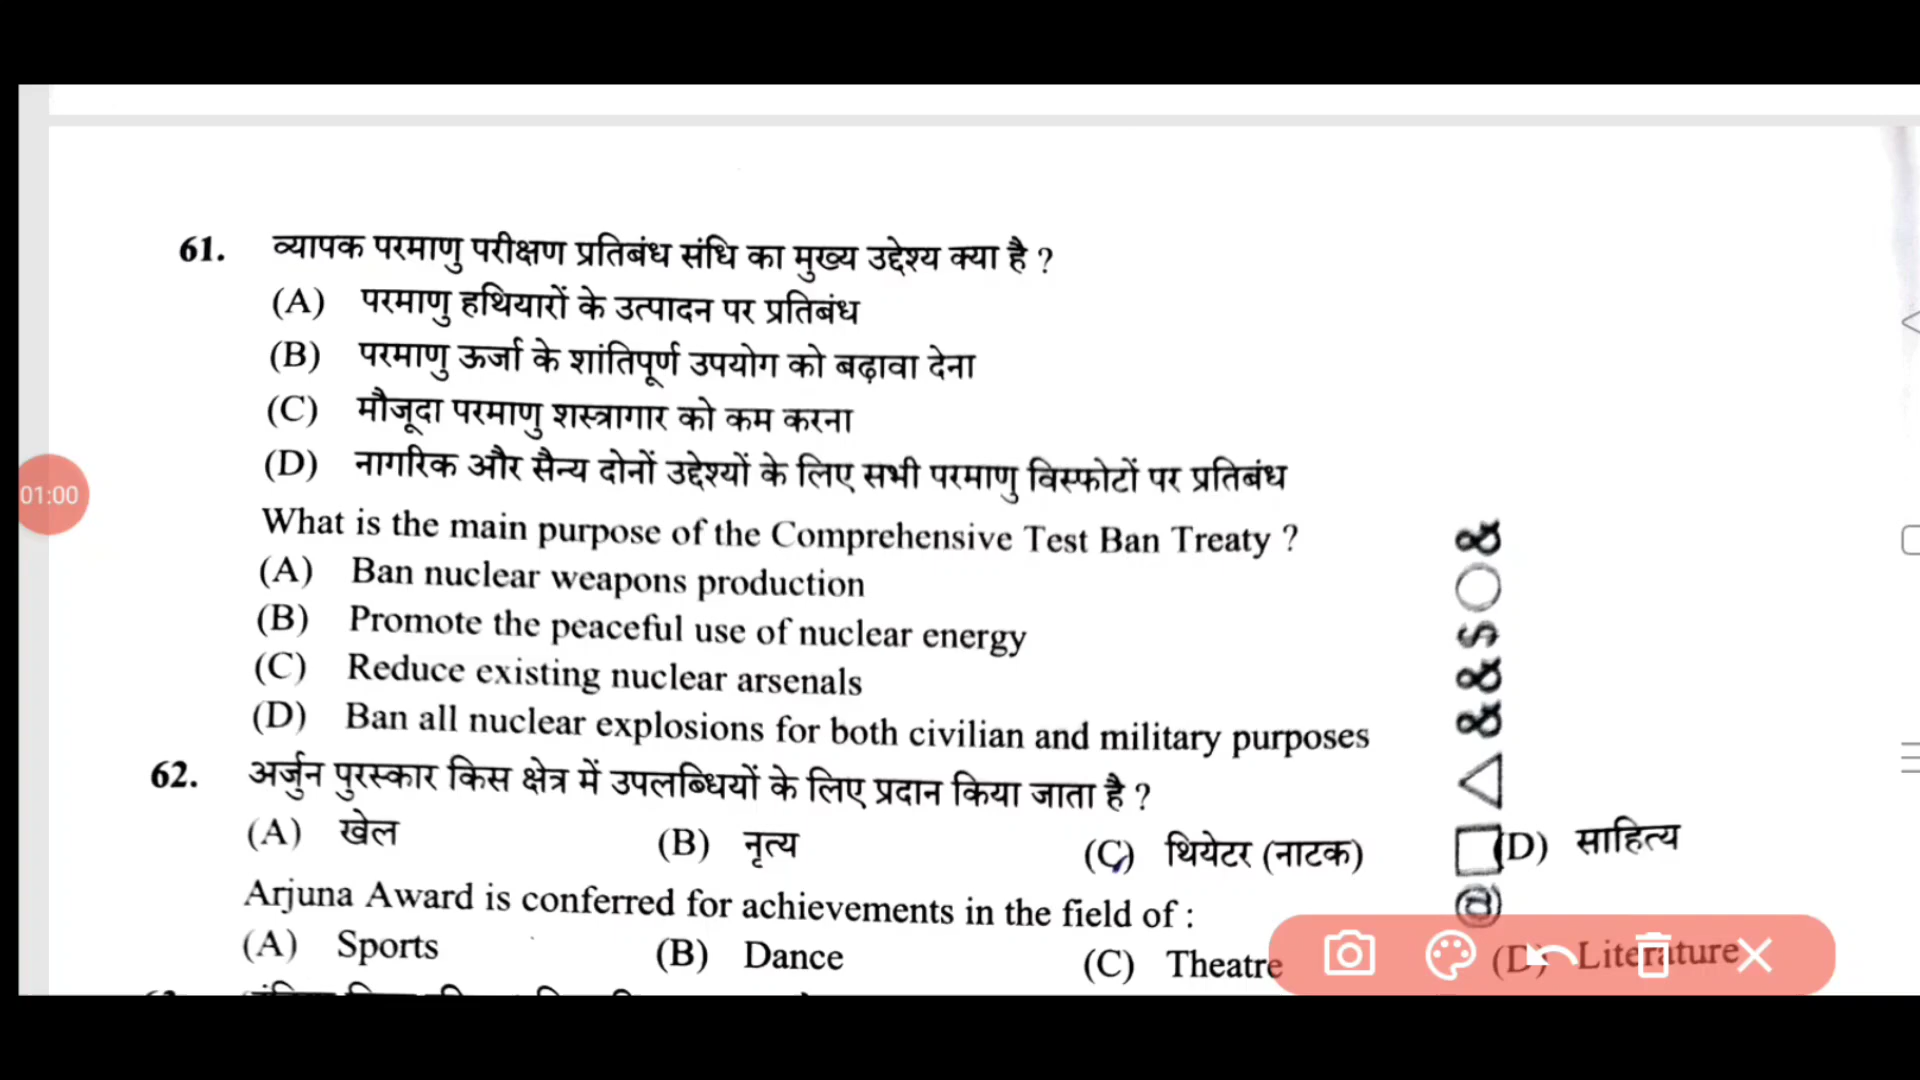 61. व्यापक परमाणु परीक्षण प्रतिबंध संधि का मुख्य उद्देश्य क्या है ?
(A) परमाणु हथियारों के उत्पादन पर प्रतिबंध
(B) परमाणु ऊर्जा के शांतिपूर्ण उपयोग को बढ़ावा देना
(C) मौजूदा परमाणु शस्त्रागार को कम करना
(D) नागरिक और सैन्य दोनों उद्देश्यों के लिए सभी परमाणु विस्फोटों पर प्रतिबंध
01:00
What is the main purpose of the Comprehensive Test Ban Treaty ?
(A) Ban nuclear weapons production
(B) Promote the peaceful use of nuclear energy
(C) Reduce existing nuclear arsenals
(D) Ban all nuclear explosions for both civilian and military purposes
@□△&&$○&
62. अर्जुन पुरस्कार किस क्षेत्र में उपलब्धियों के लिए प्रदान किया जाता है ?
(A) खेल (B) नृत्य (C) थियेटर (नाटक) (D) साहित्य
Arjuna Award is conferred for achievements in the field of :
(A) Sports (B) Dance (C) Theatre (D) Literature